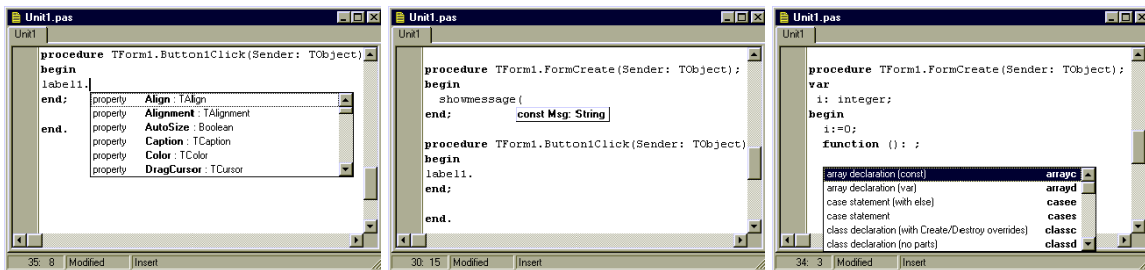 Unit1.pas
Unit1
procedure TForm1.Button1Click(Sender: TObject)
begin
label1.
end;
end.
property Align : TAlign
property Alignment : TAlignment
property AutoSize : Boolean
property Caption : TCaption
property Color : TColor
property DragCursor : TCursor
35: 8 Modified Insert
Unit1.pas
Unit1
procedure TForm1.FormCreate(Sender: TObject);
begin
showmessage(
end;
const Msg: String
procedure TForm1.Button1Click(Sender: TObject)
begin
label1.
end;
end.
30: 15 Modified Insert
Unit1.pas
Unit1
procedure TForm1.FormCreate(Sender: TObject);
var
i: integer;
begin
i:=0;
function (): ;
array declaration (const) arrayc
array declaration (var) arrayd
case statement (with else) casee
case statement cases
class declaration (with Create/Destroy overrides) classc
class declaration (no parts) classd
34: 3 Modified Insert